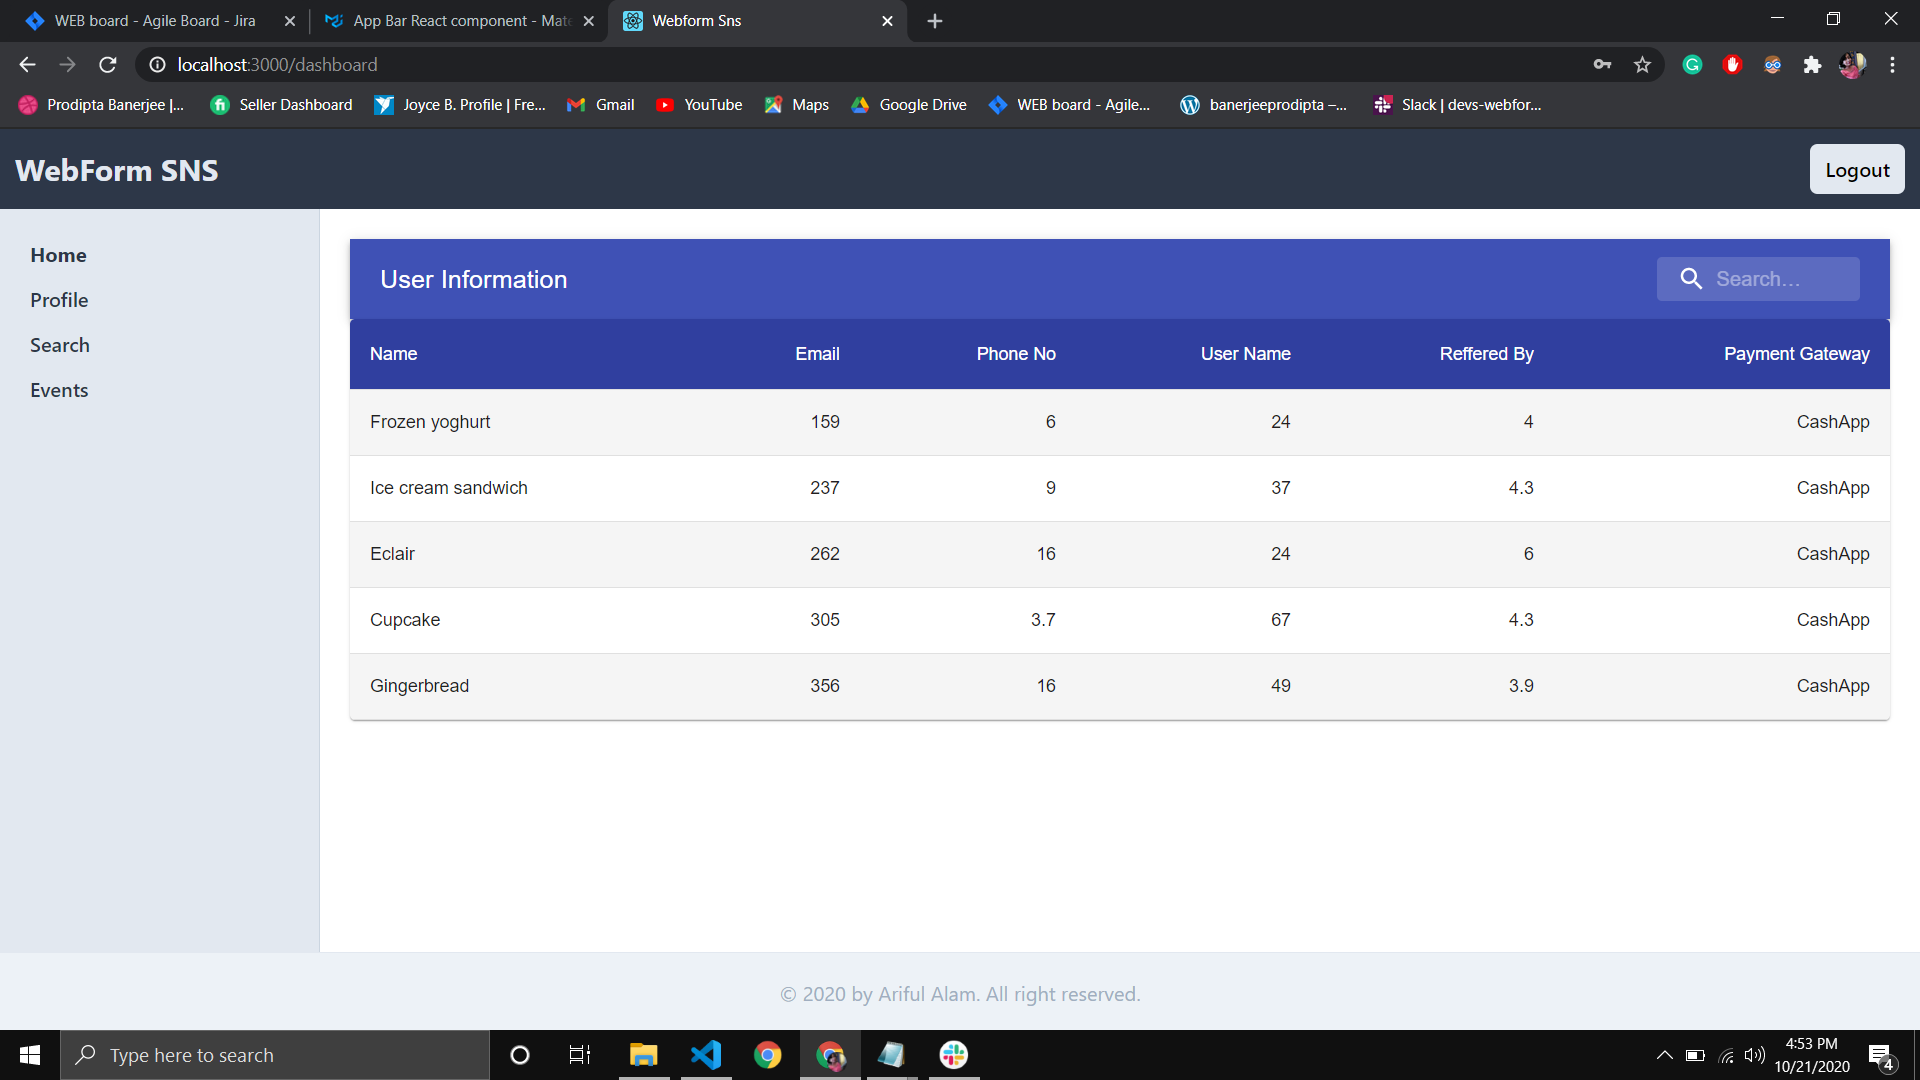 WEB board - Agile Board - Jira
App Bar React component - Mate
Webform Sns
localhost:3000/dashboard
Prodipta Banerjee |...
Seller Dashboard
Joyce B. Profile | Fre...
Gmail
YouTube
Maps
Google Drive
WEB board - Agile...
banerjeeprodipta –...
Slack | devs-webfor...
WebForm SNS
Logout
Home
Profile
Search
Events
User Information
Search...
Name Email Phone No User Name Reffered By Payment Gateway
Frozen yoghurt 159 6 24 4 CashApp
Ice cream sandwich 237 9 37 4.3 CashApp
Eclair 262 16 24 6 CashApp
Cupcake 305 3.7 67 4.3 CashApp
Gingerbread 356 16 49 3.9 CashApp
© 2020 by Ariful Alam. All right reserved.
Type here to search
4:53 PM
10/21/2020
4